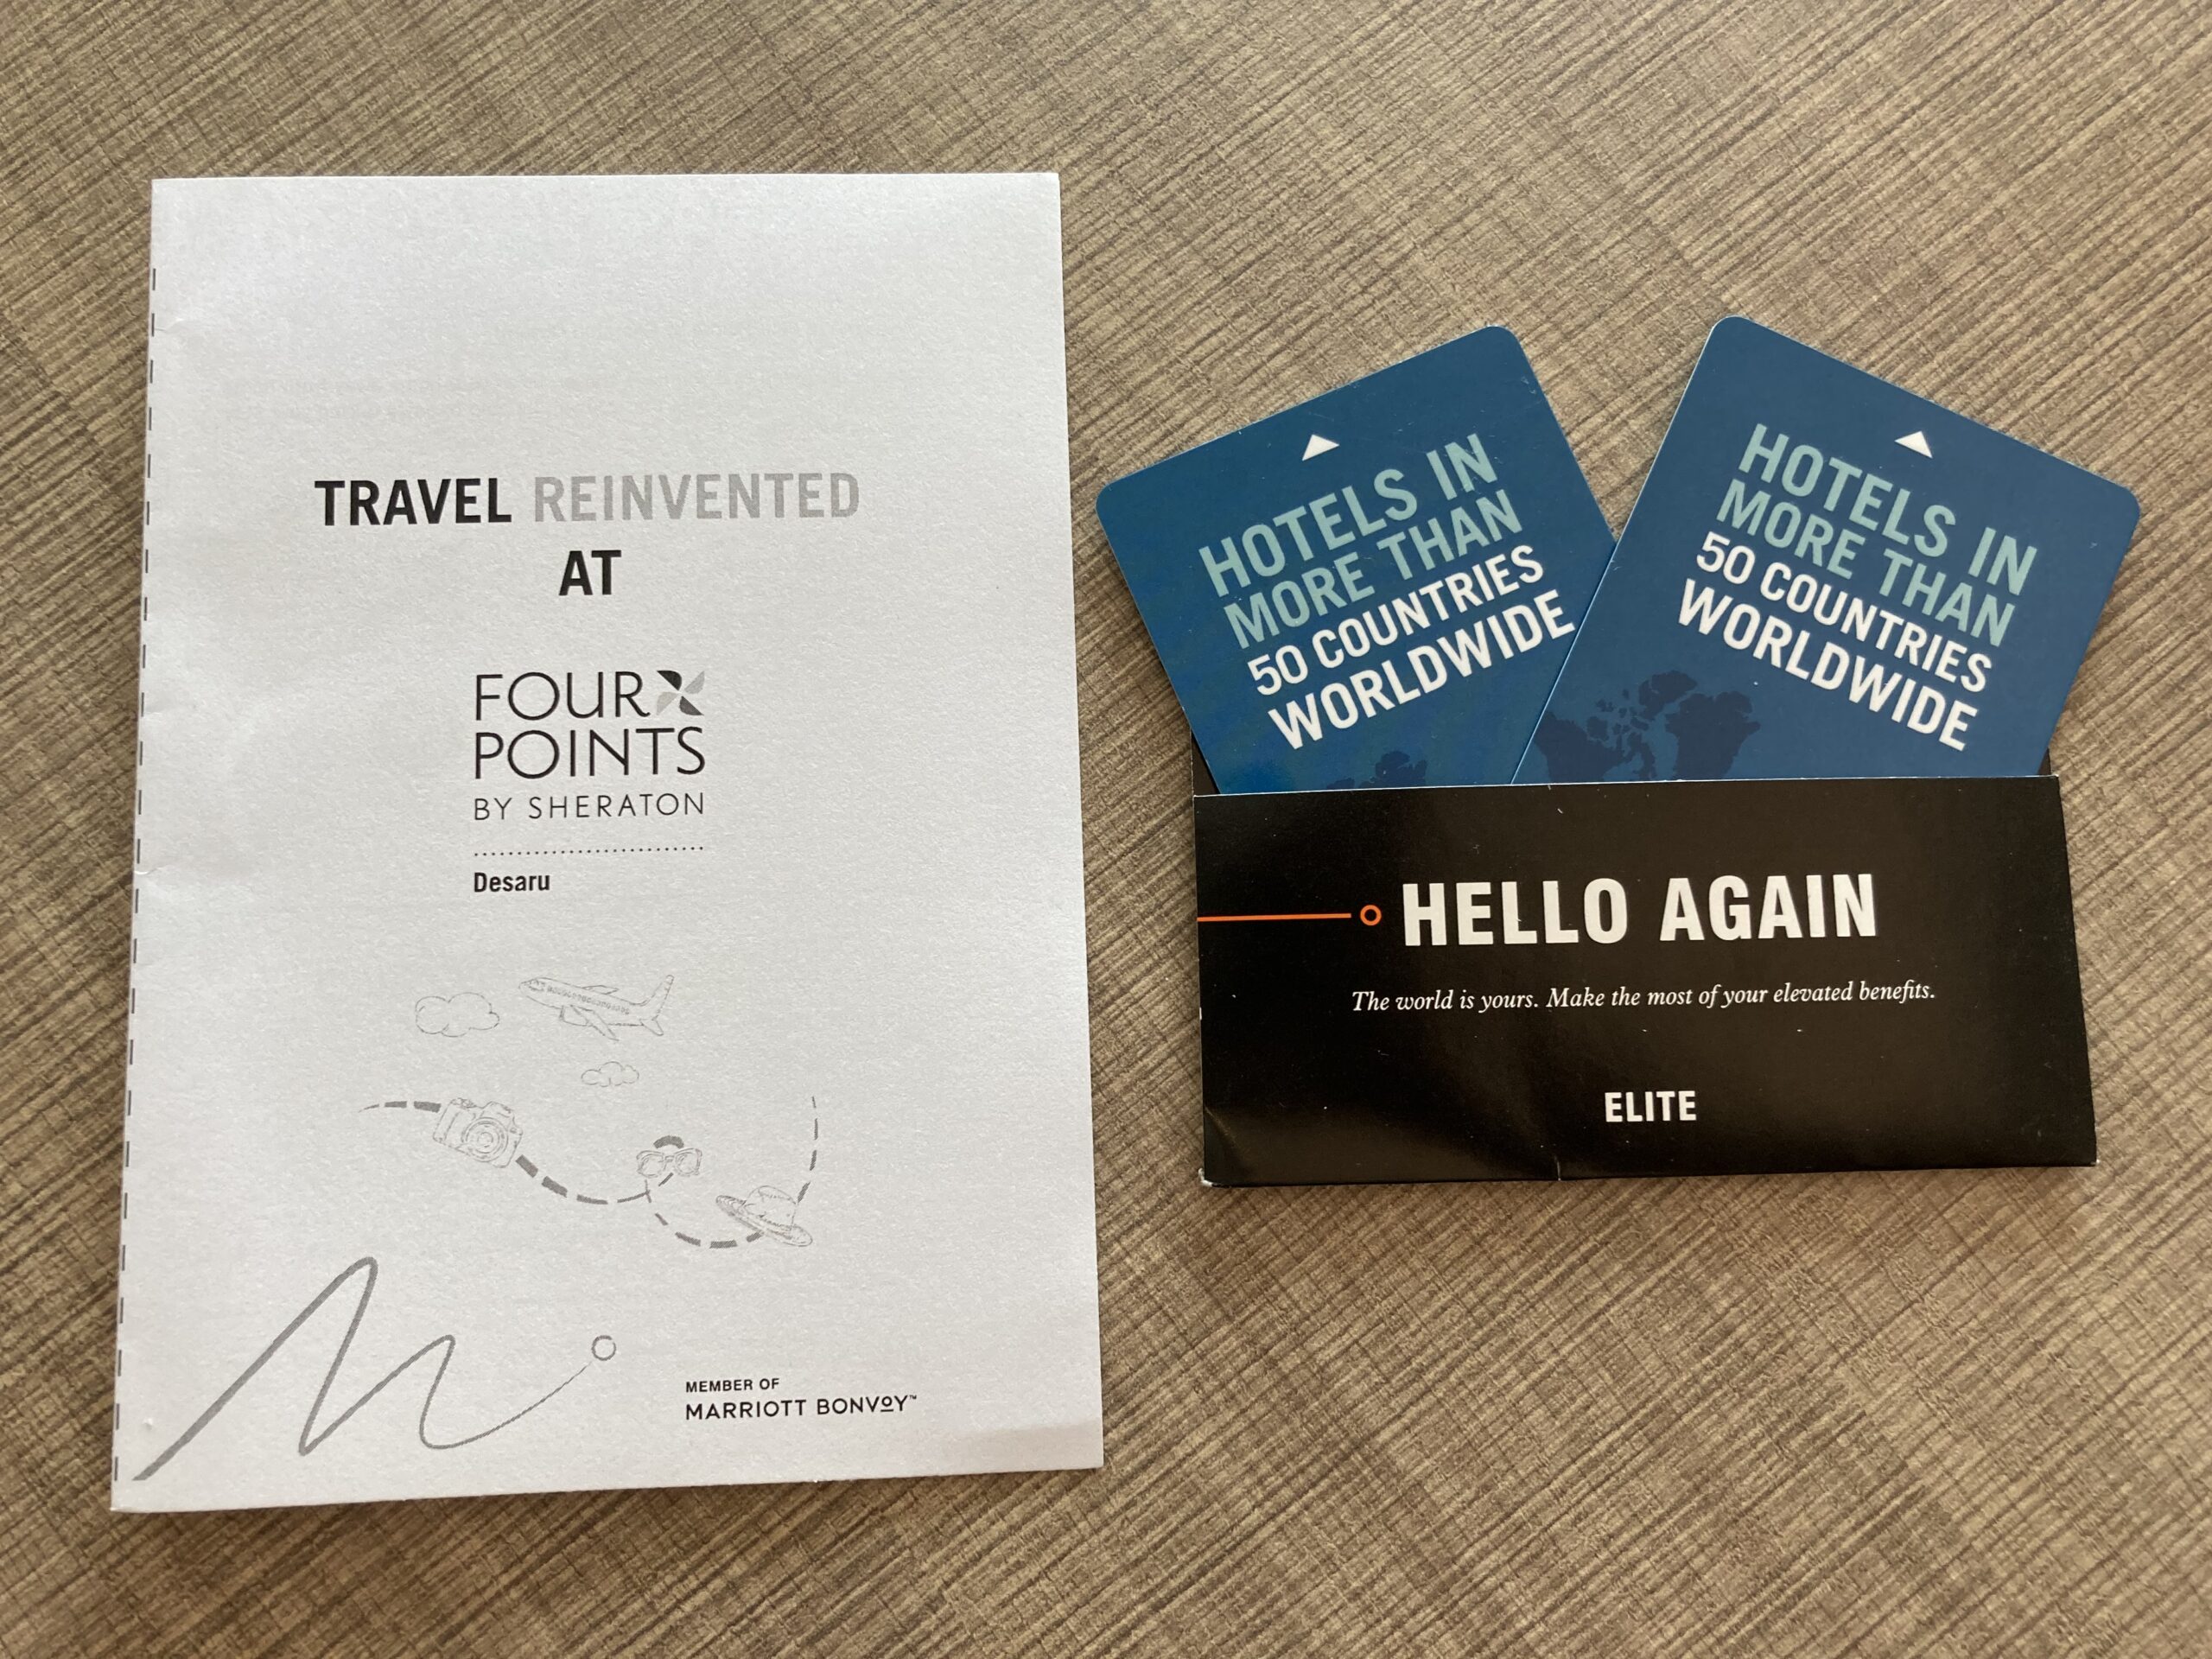 TRAVEL REINVENTED
AT
FOUR
POINTS
BY SHERATON
Desaru
MEMBER OF
MARRIOTT BONVOY™
HOTELS IN
MORE THAN
50 COUNTRIES
WORLDWIDE
HOTELS IN
MORE THAN
50 COUNTRIES
WORLDWIDE
HELLO AGAIN
The world is yours. Make the most of your elevated benefits.
ELITE